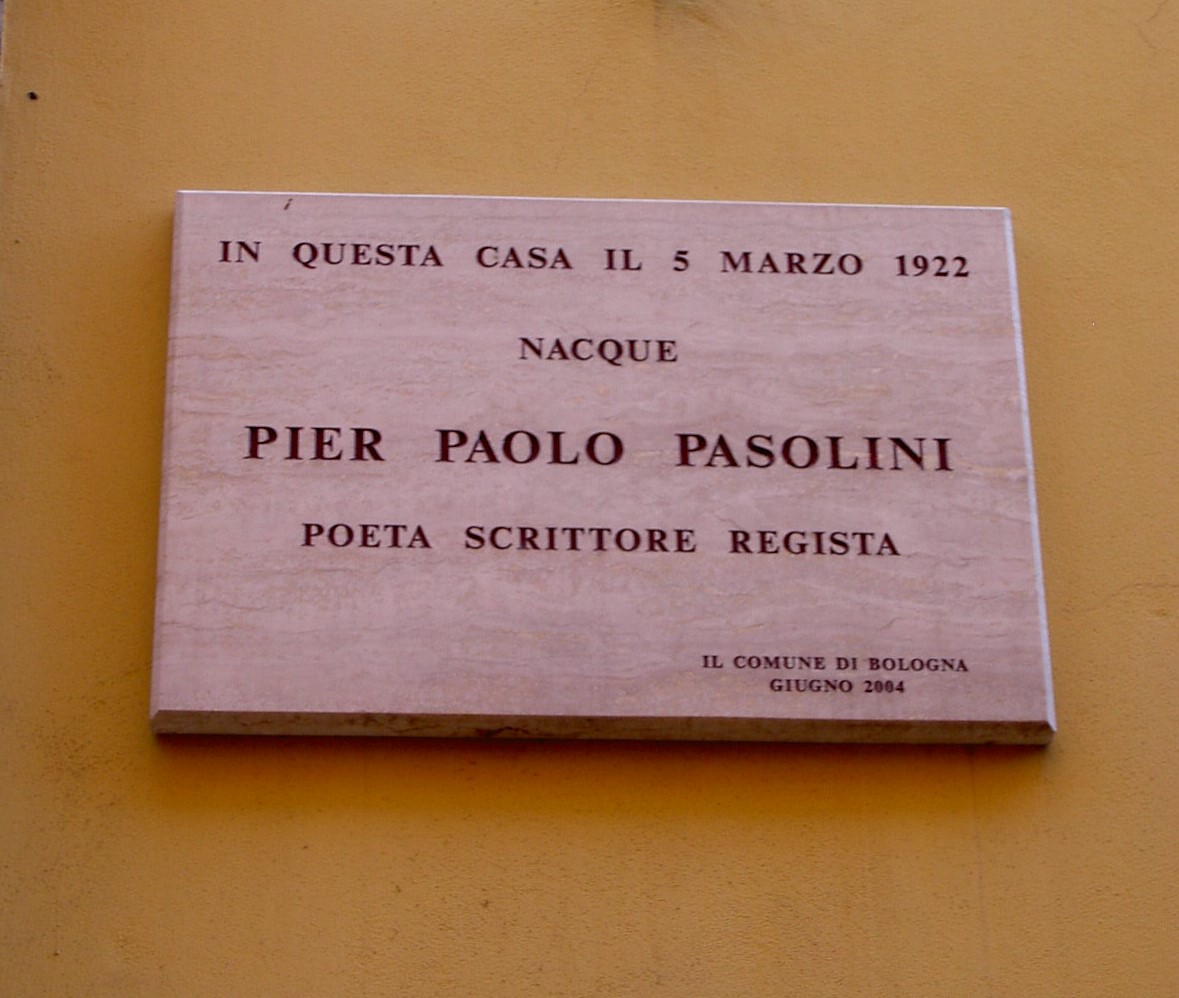 IN QUESTA CASA IL 5 MARZO 1922
NACQUE
PIER PAOLO PASOLINI
POETA SCRITTORE REGISTA
IL COMUNE DI BOLOGNA
GIUGNO 2004